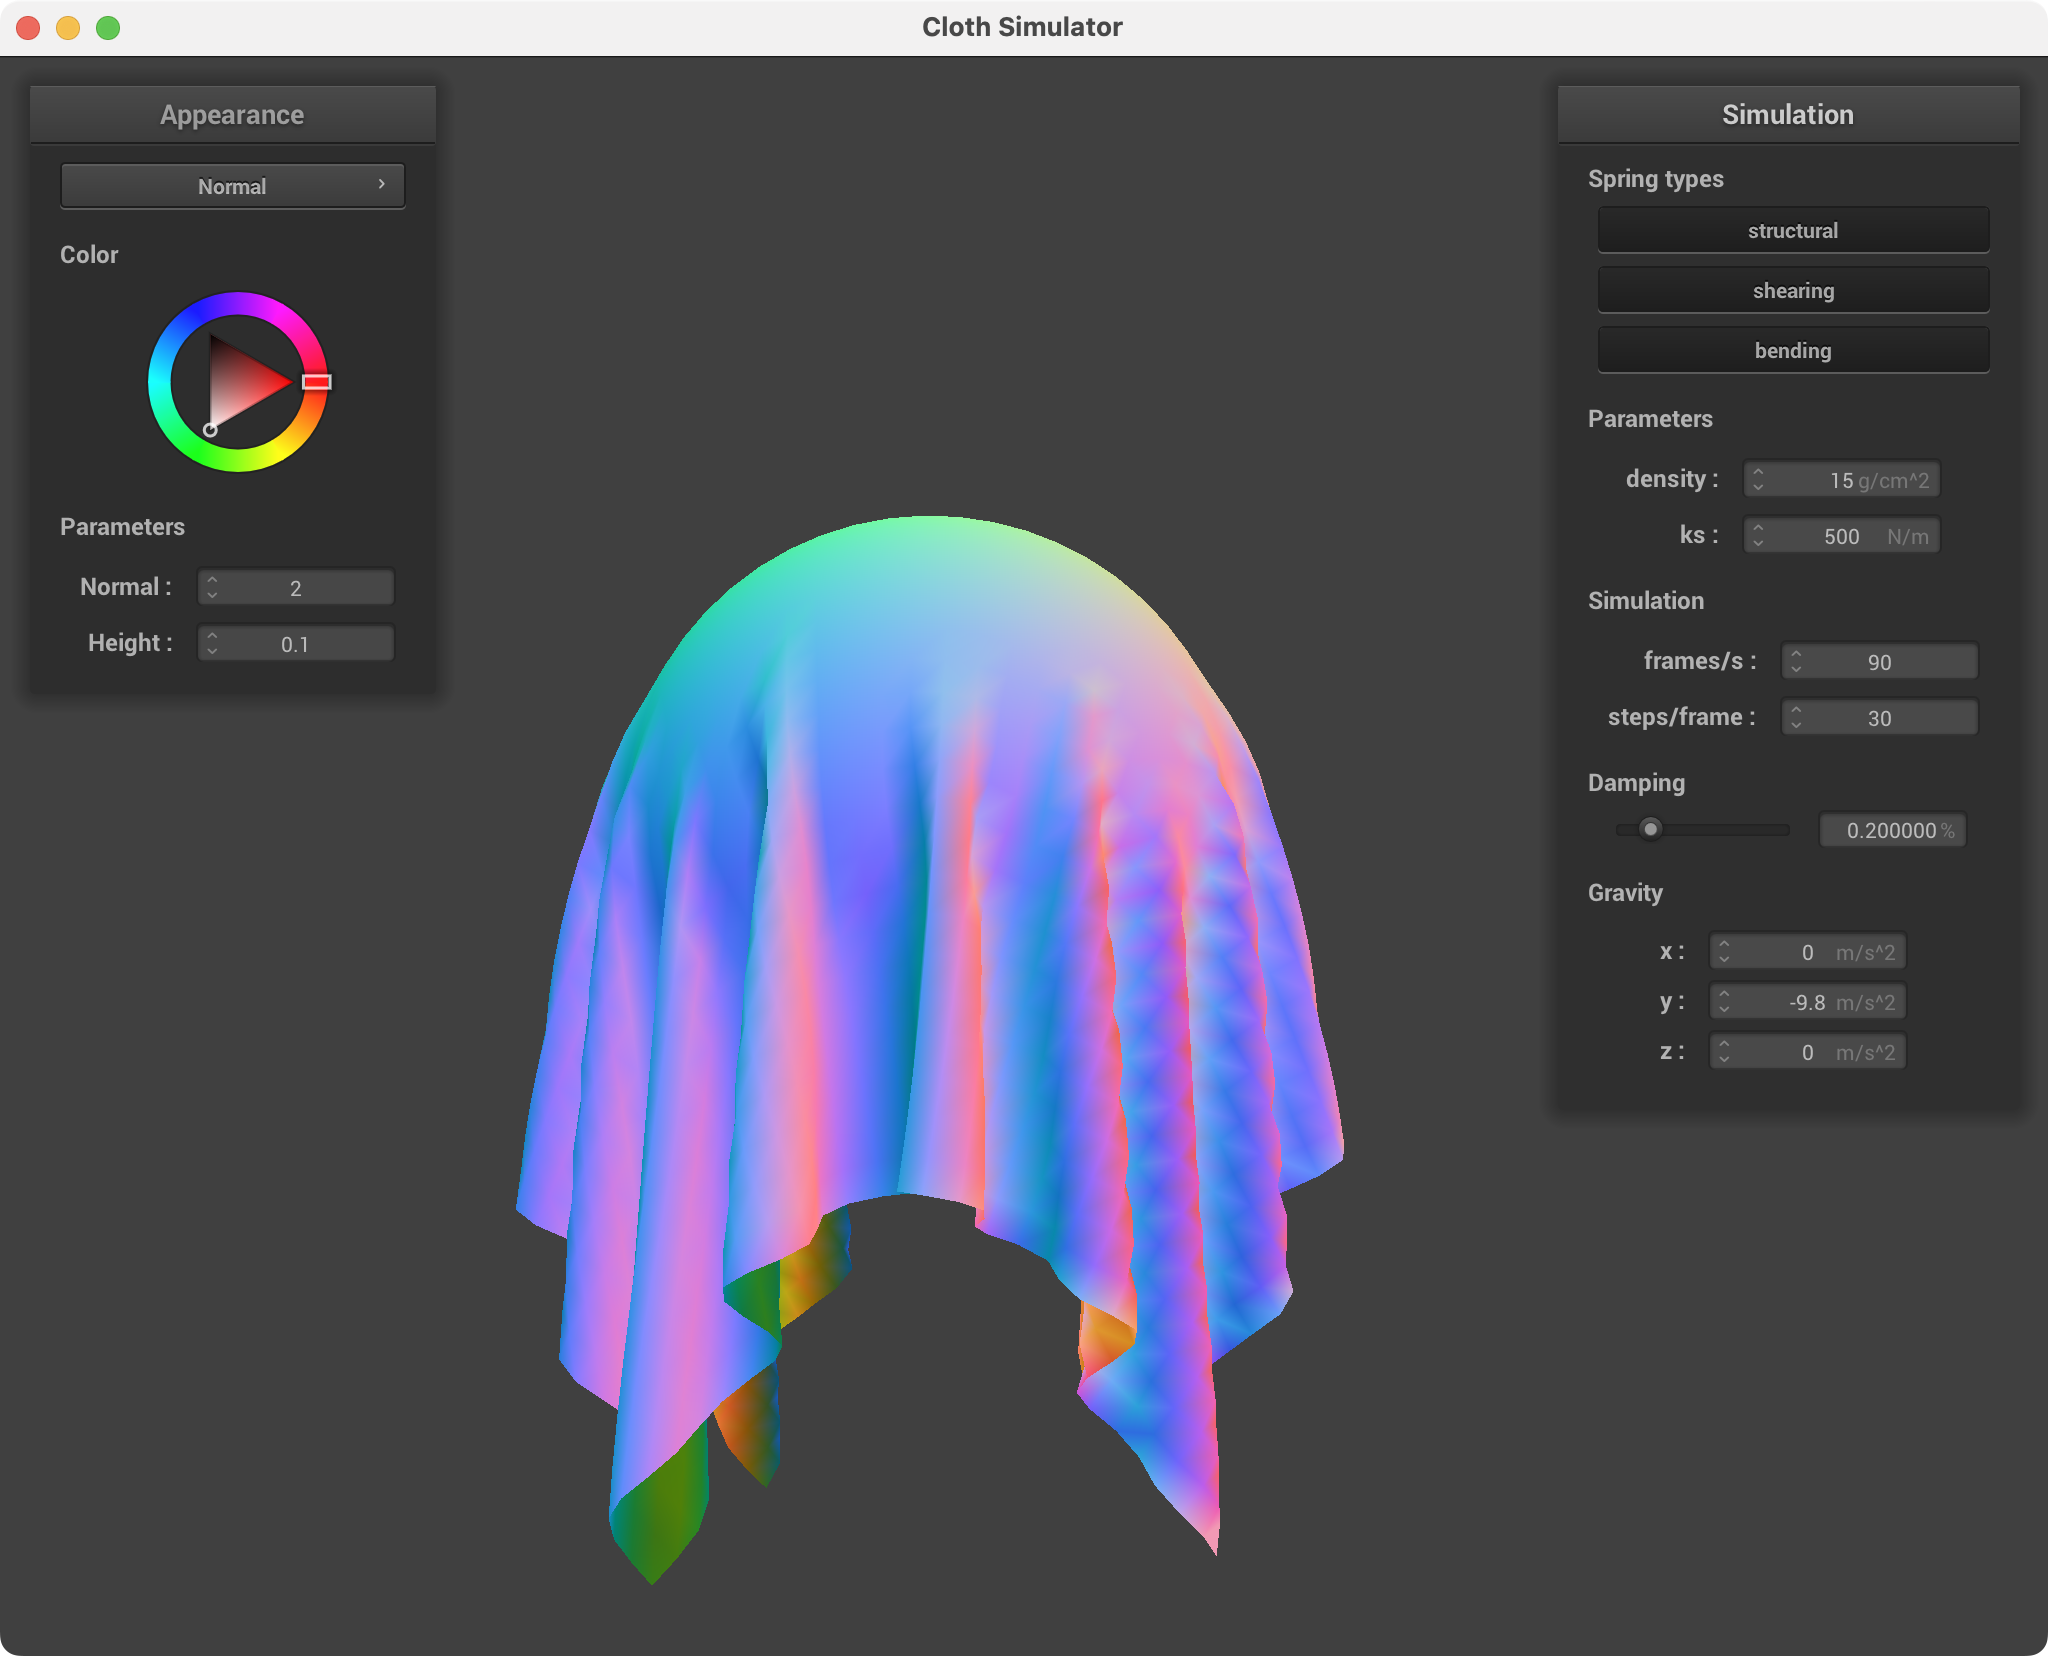 Cloth Simulator
Appearance
Normal
Color
Parameters
Normal : 2
Height : 0.1
Simulation
Spring types
structural
shearing
bending
Parameters
density : 15 g/cm^2
ks : 500 N/m
Simulation
frames/s : 90
steps/frame : 30
Damping
0.200000 %
Gravity
x : 0 m/s^2
y : -9.8 m/s^2
z : 0 m/s^2